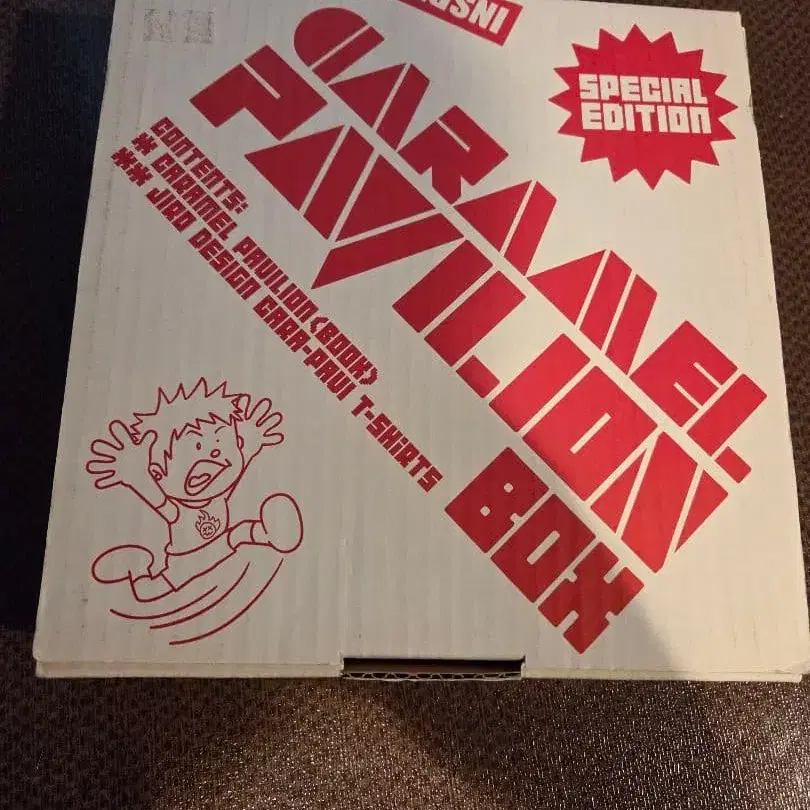 SPECIAL
EDITION
CARAMEL
PAVILION
BOX
CONTENTS:
* CARAMEL PAVILION <BOOK>
** JIRO DESIGN CARA-PAVI T-SHIRTS